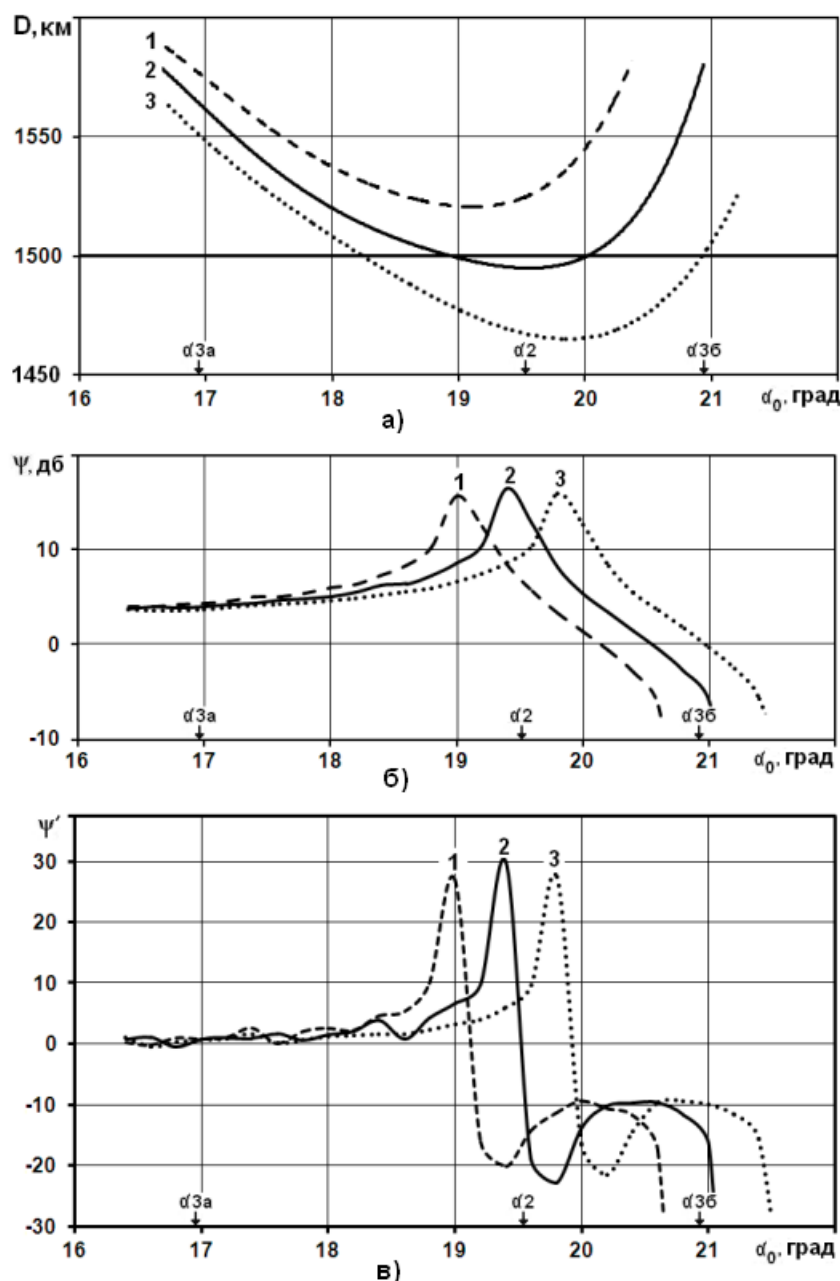 D, км
1
2
3
1550
1500
1450
α3а α2 α3б
16 17 18 19 20 21 α₀, град
а)
Ψ, дб
1 2 3
10
0
-10
α3а α2 α3б
16 17 18 19 20 21 α₀, град
б)
Ψ′
1 2 3
30
20
10
0
-10
-20
-30
α3а α2 α3б
16 17 18 19 20 21 α₀, град
в)